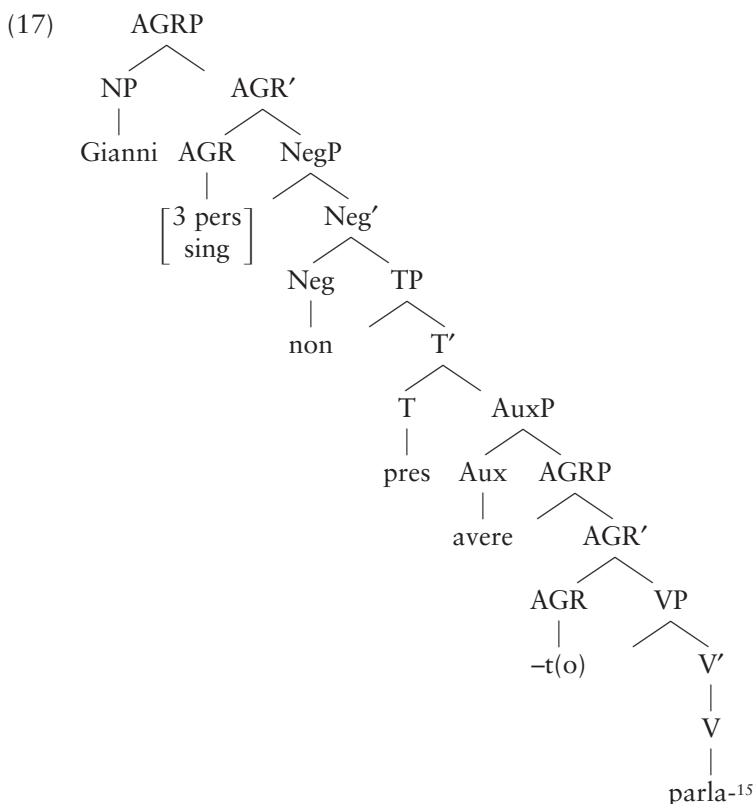 (17) AGRP
NP AGR′
Gianni AGR NegP
[3 pers sing] Neg′
Neg TP
non T′
T AuxP
pres Aux AGRP
avere AGR′
AGR VP
–t(o) V′
V
parla-15